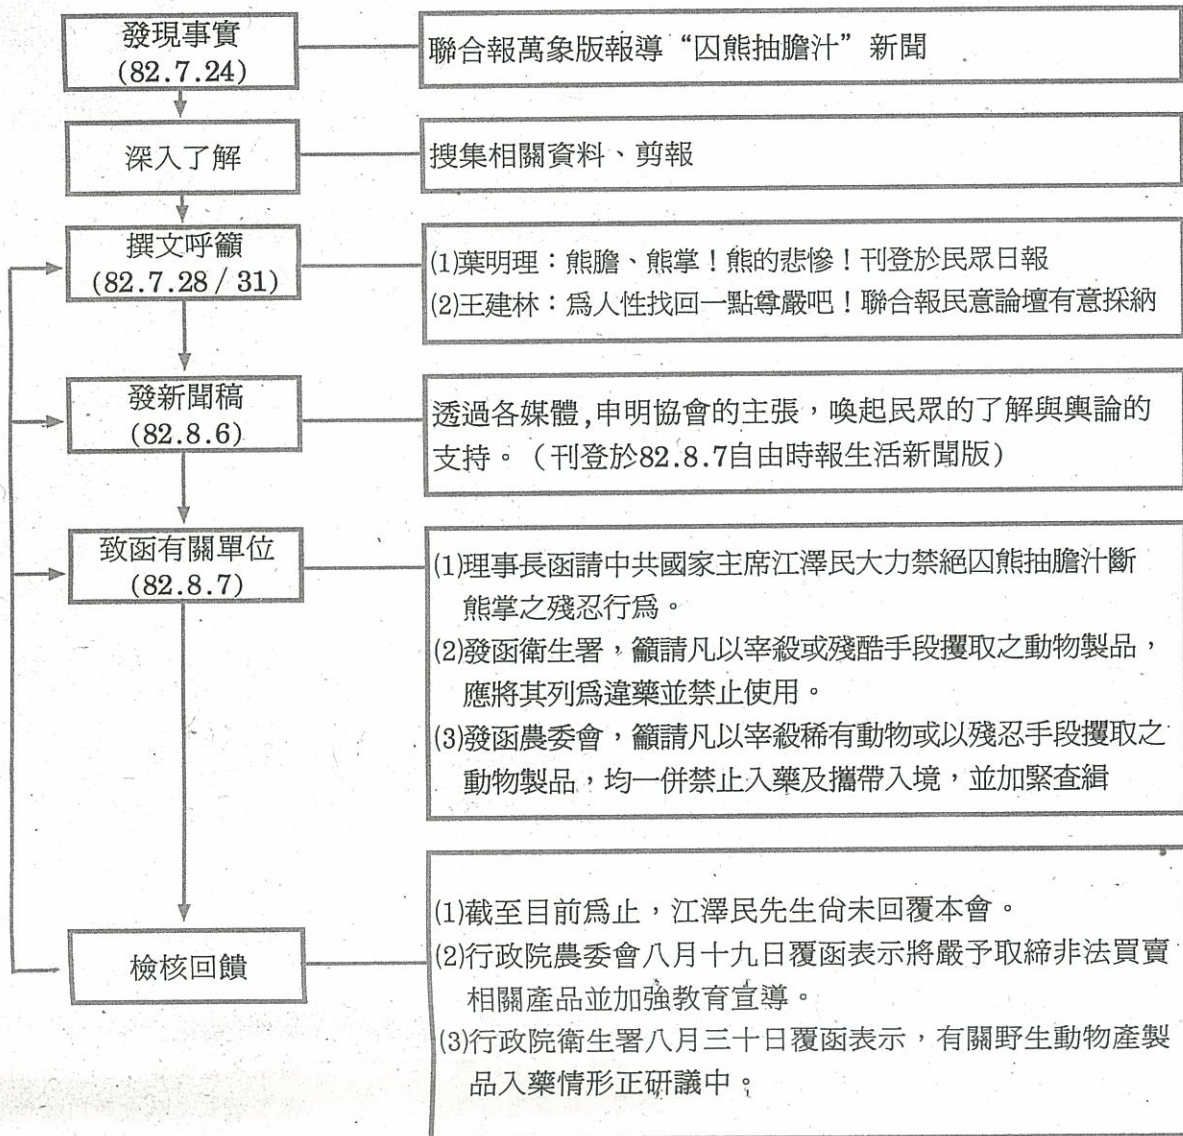 發現事實
(82.7.24)
聯合報萬象版報導“囚熊抽膽汁”新聞
深入了解
搜集相關資料、剪報
撰文呼籲
(82.7.28 / 31)
(1)葉明理：熊膽、熊掌！熊的悲慘！刊登於民眾日報
(2)王建林：爲人性找回一點尊嚴吧！聯合報民意論壇有意採納
發新聞稿
(82.8.6)
透過各媒體,申明協會的主張，喚起民眾的了解與輿論的
支持。（刊登於82.8.7自由時報生活新聞版）
致函有關單位
(82.8.7)
(1)理事長函請中共國家主席江澤民大力禁絕囚熊抽膽汁斷
熊掌之殘忍行爲。
(2)發函衛生署，籲請凡以宰殺或殘酷手段攫取之動物製品，
應將其列爲違藥並禁止使用。
(3)發函農委會，籲請凡以宰殺稀有動物或以殘忍手段攫取之
動物製品，均一併禁止入藥及攜帶入境，並加緊查緝
檢核回饋
(1)截至目前爲止，江澤民先生尙未回覆本會。
(2)行政院農委會八月十九日覆函表示將嚴予取締非法買賣
相關產品並加強教育宣導。
(3)行政院衛生署八月三十日覆函表示，有關野生動物產製
品入藥情形正研議中。